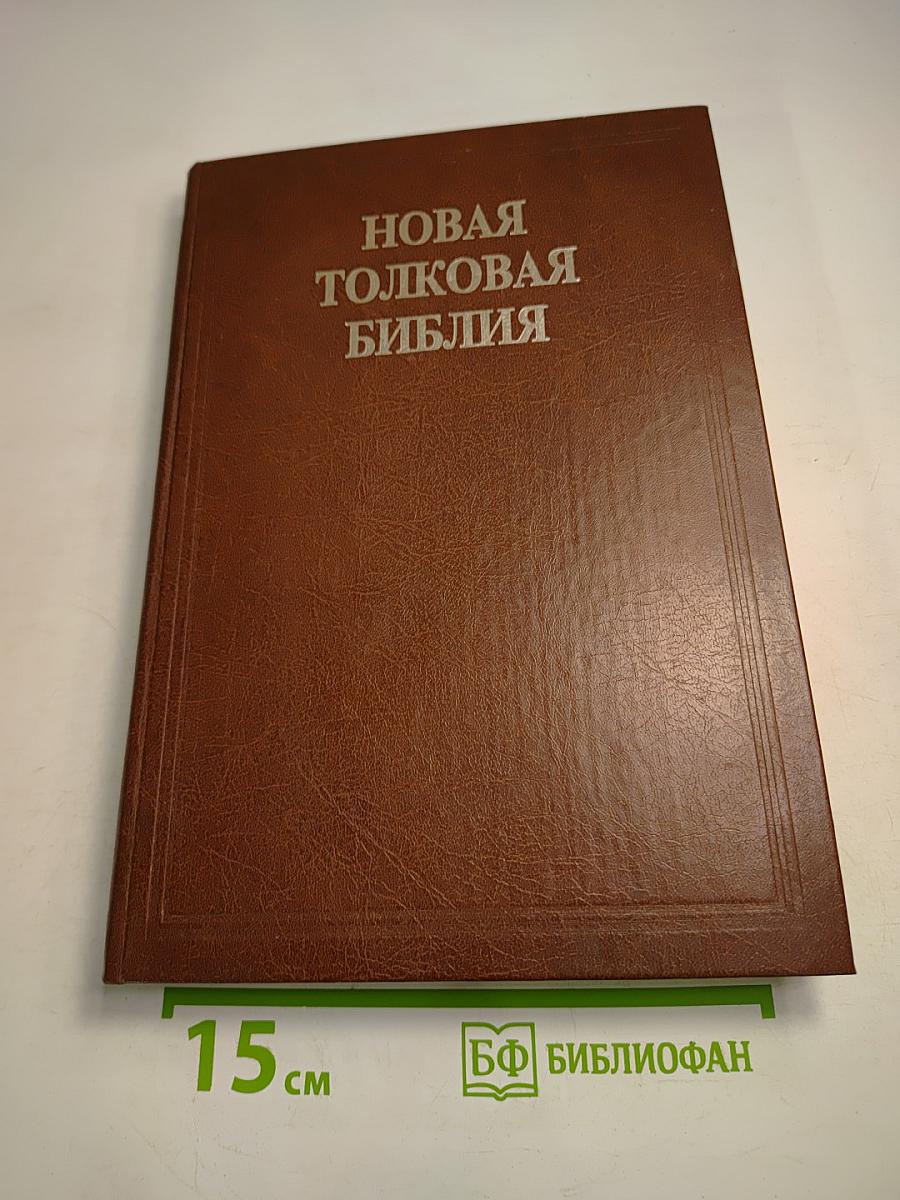 НОВАЯ
ТОЛКОВАЯ
БИБЛИЯ
15 см
БФ БИБЛИОФАН